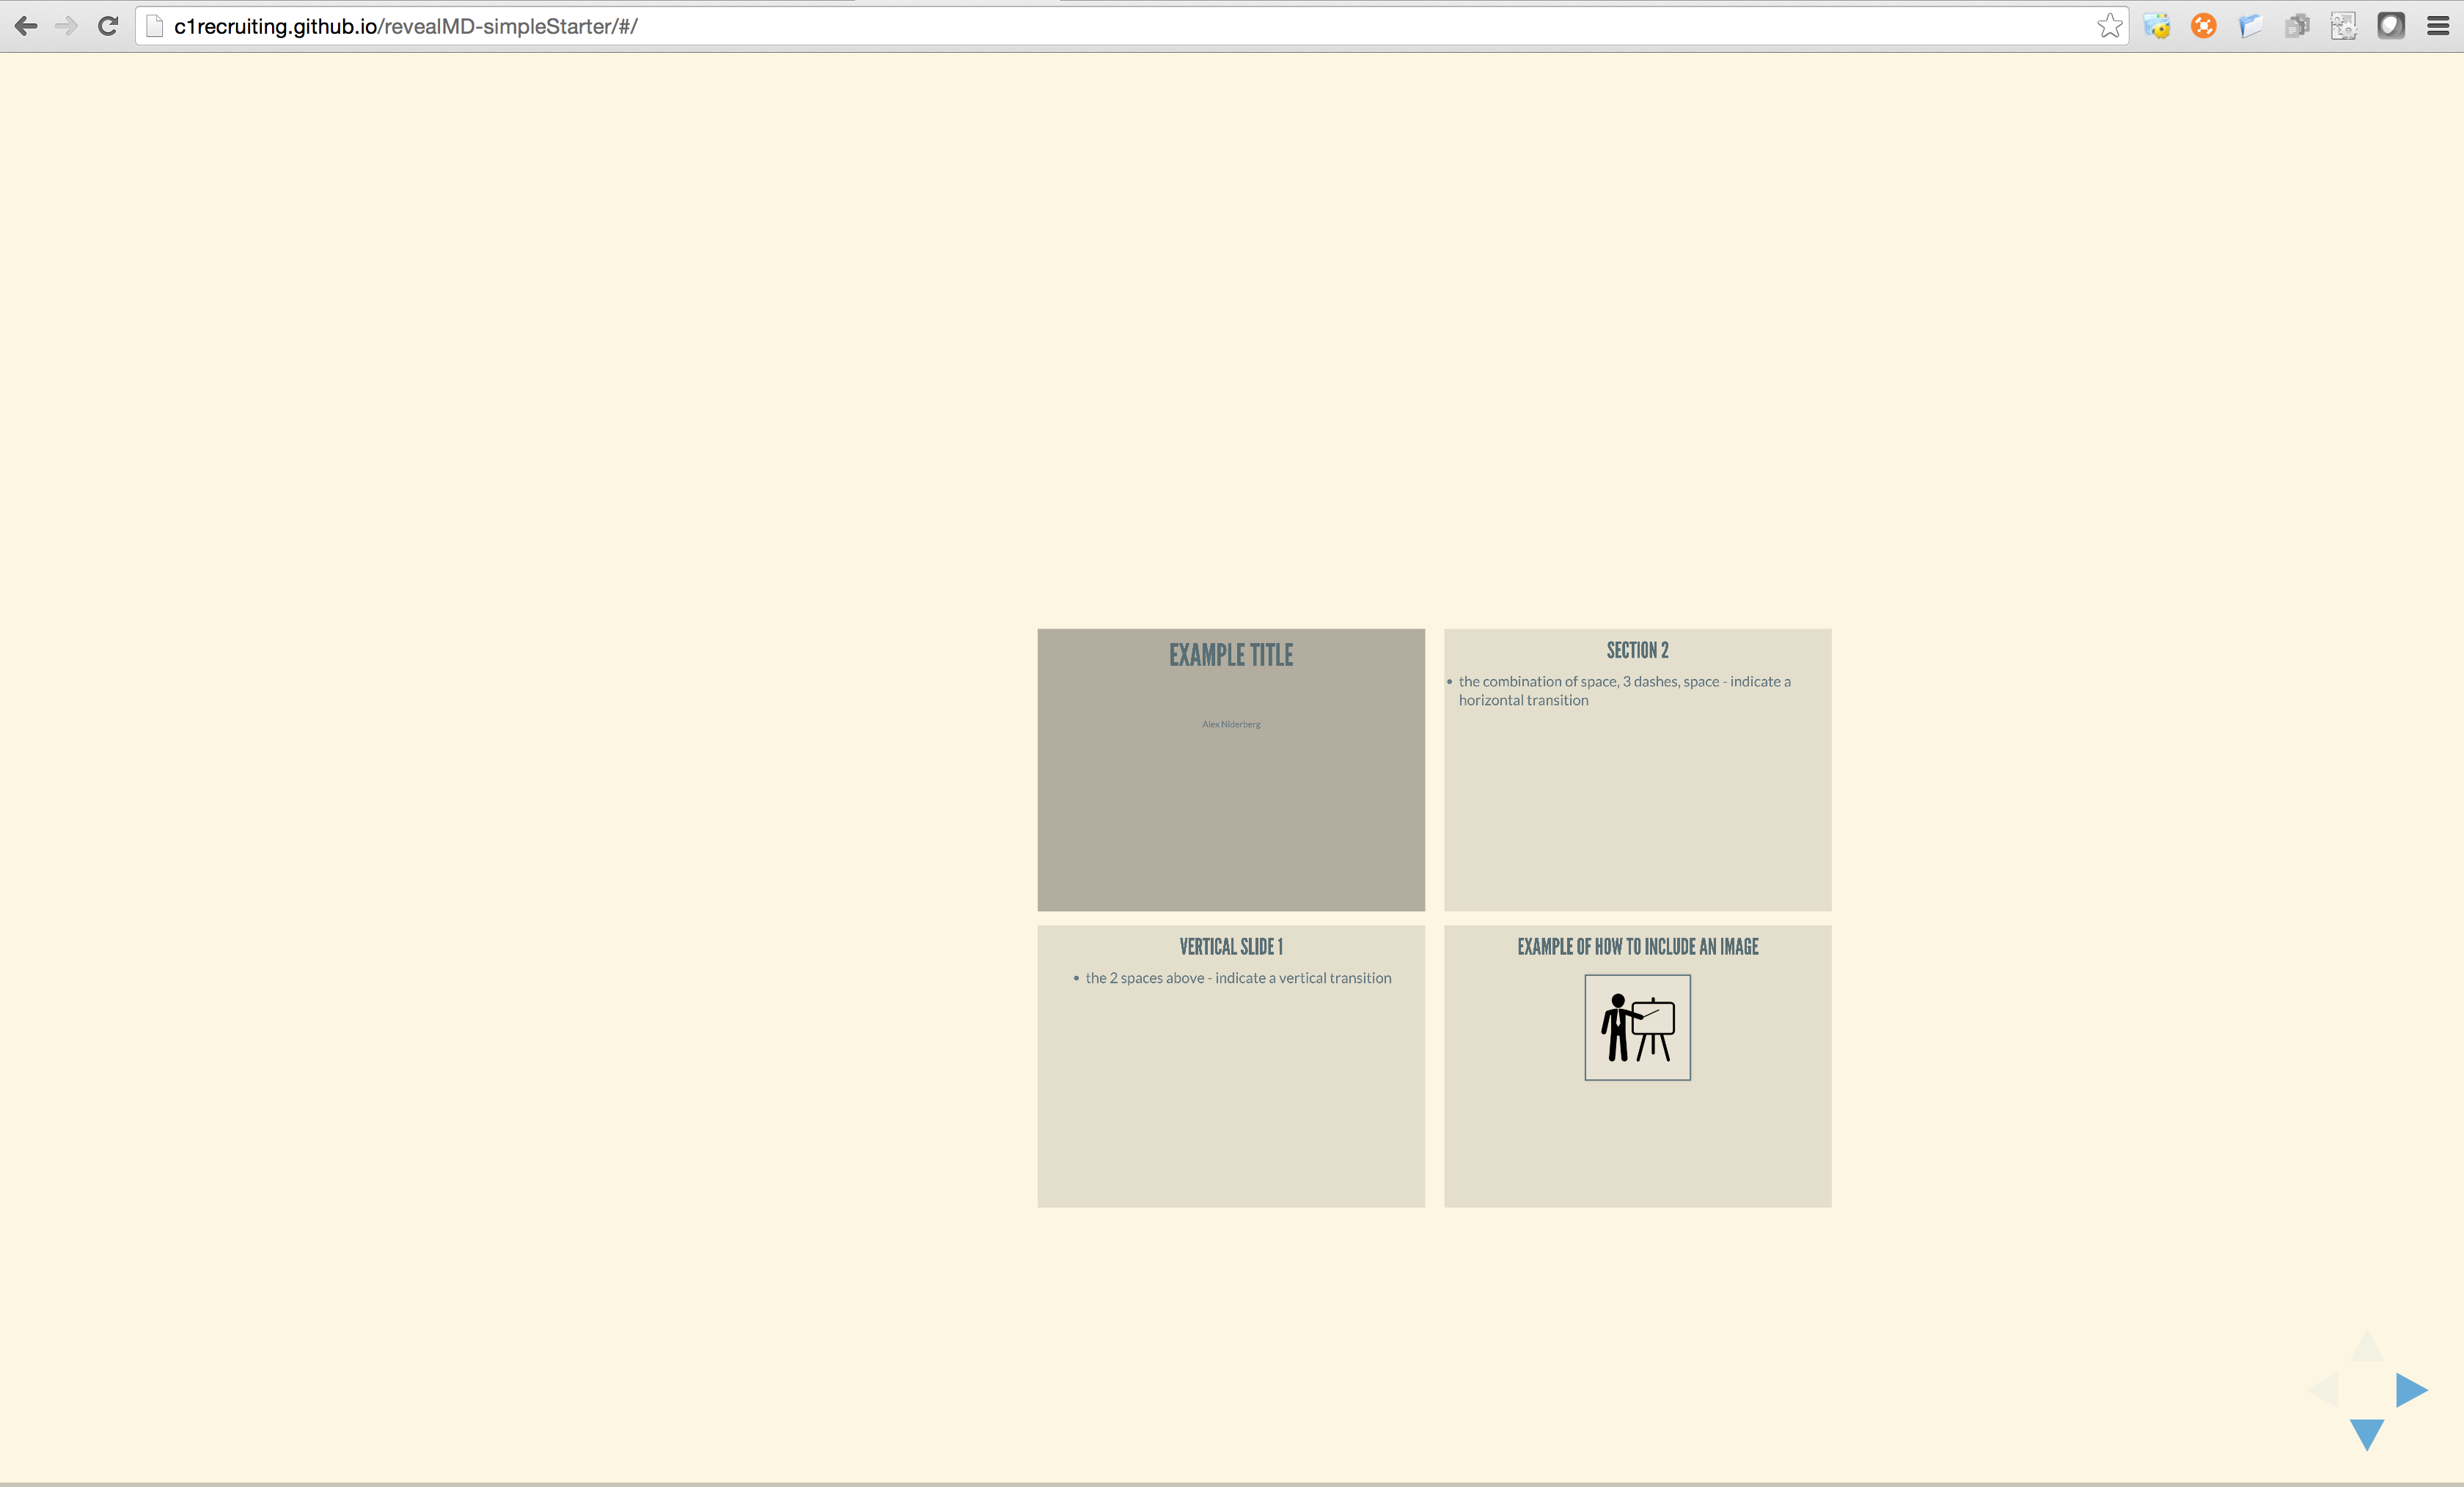 c1recruiting.github.io/revealMD-simpleStarter/#/
EXAMPLE TITLE
Alex Niderberg
SECTION 2
• the combination of space, 3 dashes, space - indicate a
horizontal transition
VERTICAL SLIDE 1
• the 2 spaces above - indicate a vertical transition
EXAMPLE OF HOW TO INCLUDE AN IMAGE